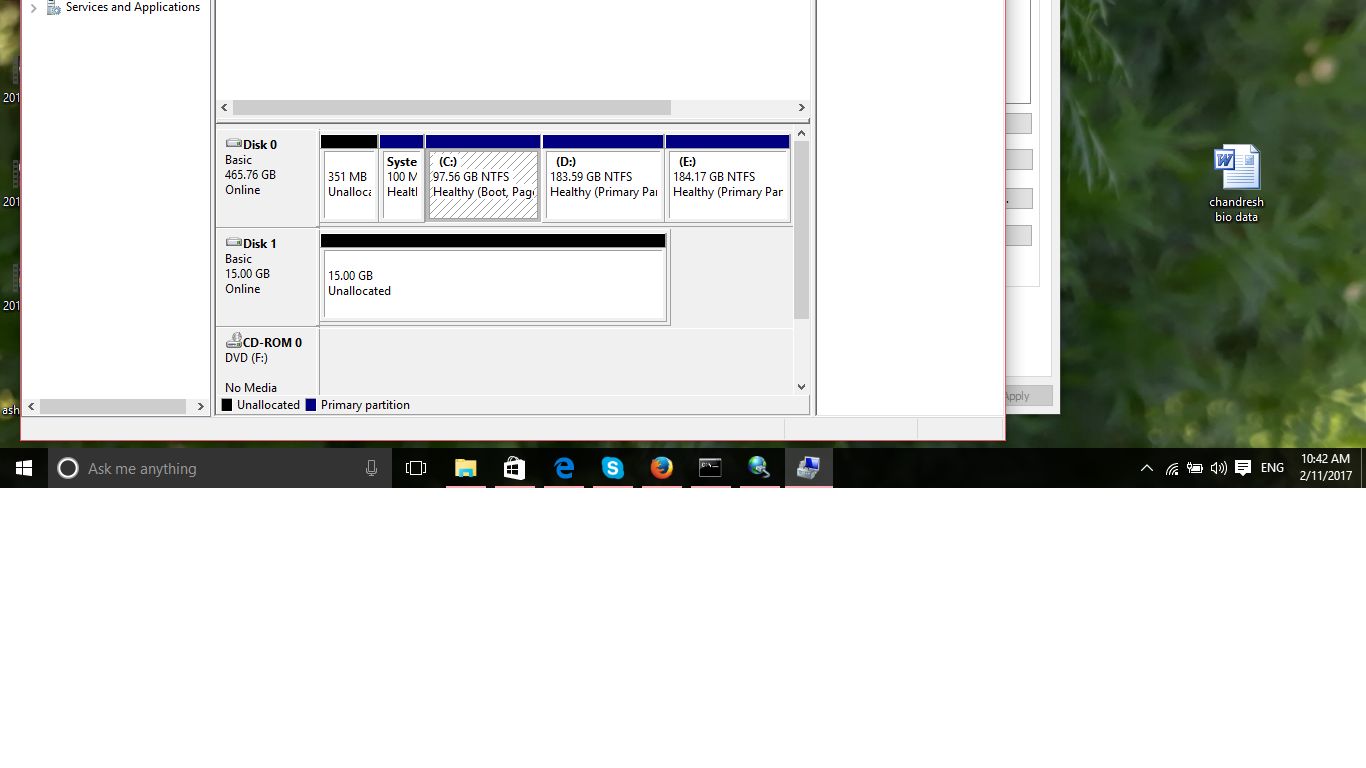 Services and Applications
201
201
201
ash
Disk 0
Basic
465.76 GB
Online
351 MB
Unalloca
Syste
100 M
Healtl
(C:)
97.56 GB NTFS
Healthy (Boot, Page
(D:)
183.59 GB NTFS
Healthy (Primary Par
(E:)
184.17 GB NTFS
Healthy (Primary Par
Disk 1
Basic
15.00 GB
Online
15.00 GB
Unallocated
CD-ROM 0
DVD (F:)
No Media
Unallocated
Primary partition
Apply
chandresh
bio data
Ask me anything
ENG
10:42 AM
2/11/2017